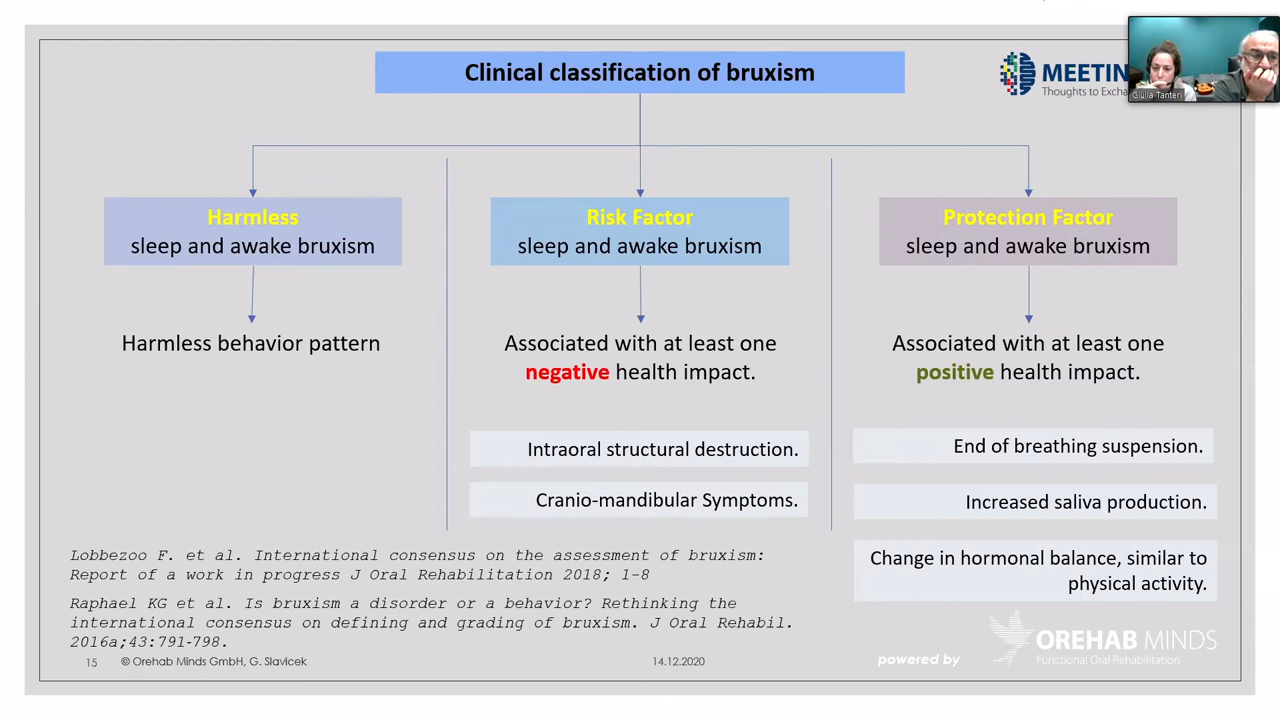 Clinical classification of bruxism
MEETIN
Thoughts to Excha
Giulia Tanteri
Harmless
sleep and awake bruxism
Risk Factor
sleep and awake bruxism
Protection Factor
sleep and awake bruxism
Harmless behavior pattern
Associated with at least one
negative health impact.
Associated with at least one
positive health impact.
Intraoral structural destruction.
Cranio-mandibular Symptoms.
End of breathing suspension.
Increased saliva production.
Change in hormonal balance, similar to
physical activity.
Lobbezoo F. et al. International consensus on the assessment of bruxism:
Report of a work in progress J Oral Rehabilitation 2018; 1-8
Raphael KG et al. Is bruxism a disorder or a behavior? Rethinking the
international consensus on defining and grading of bruxism. J Oral Rehabil.
2016a;43:791-798.
15 © Orehab Minds GmbH, G. Slavicek
14.12.2020
powered by
OREHAB MINDS
Functional Oral Rehabilitation